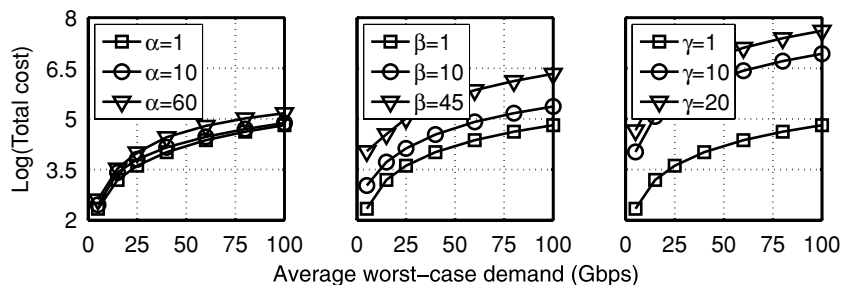 8
6.5
5
3.5
2
Log(Total cost)
α=1
α=10
α=60
β=1
β=10
β=45
γ=1
γ=10
γ=20
0 25 50 75 100
0 25 50 75 100
0 25 50 75 100
Average worst−case demand (Gbps)